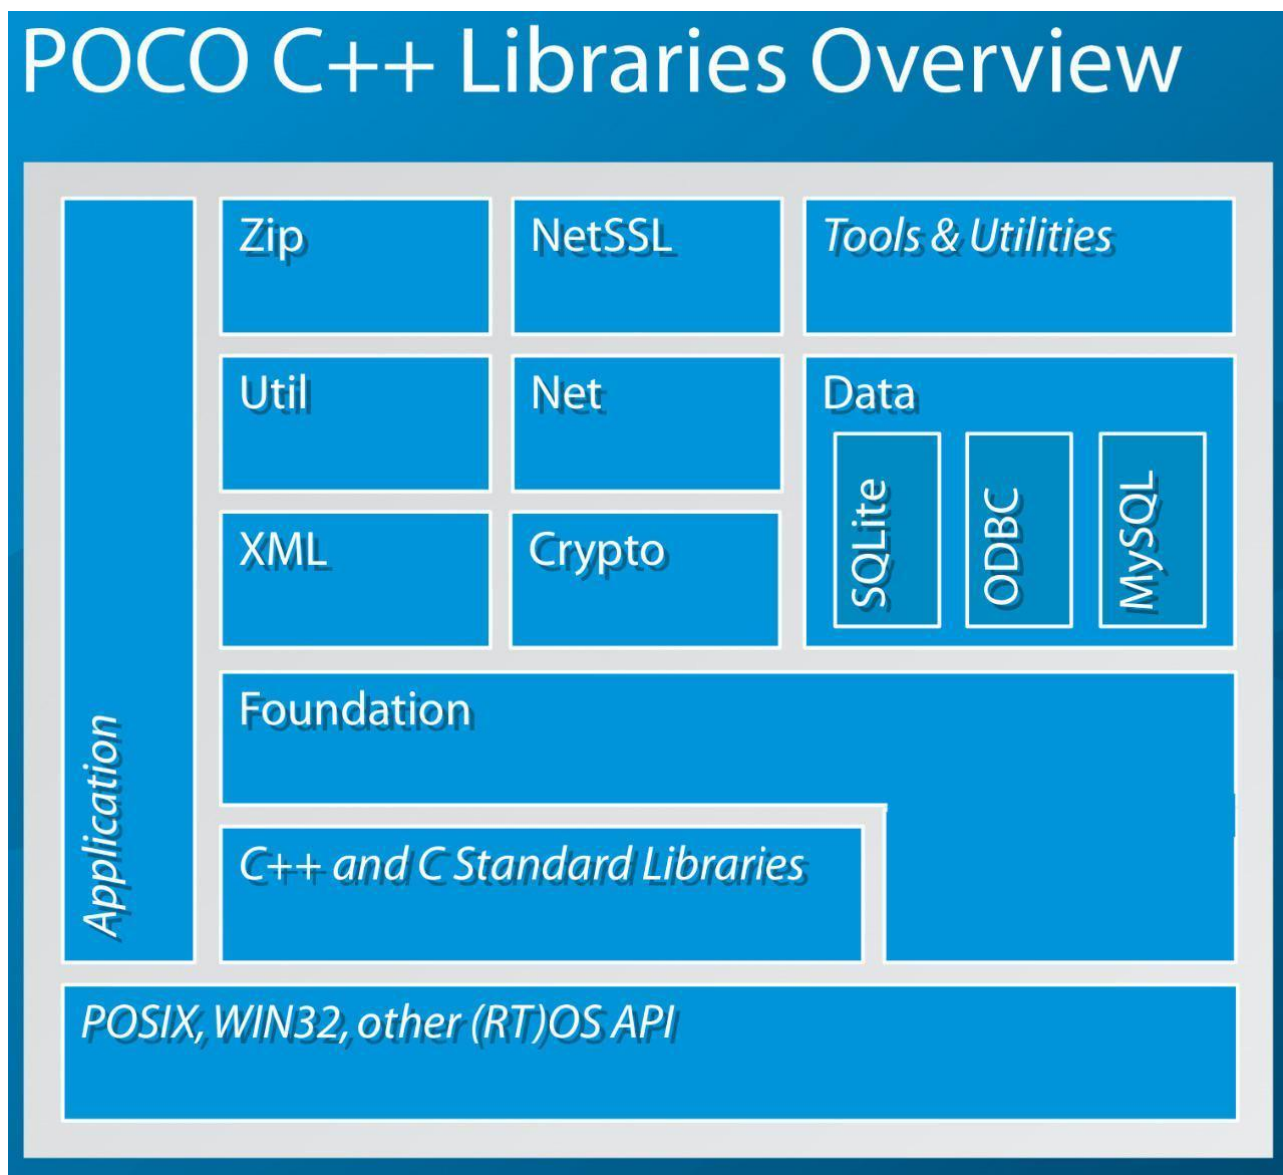 POCO C++ Libraries Overview
Zip
NetSSL
Tools & Utilities
Util
Net
Data
SQLite
ODBC
MySQL
XML
Crypto
Foundation
Application
C++ and C Standard Libraries
POSIX, WIN32, other (RT)OS API